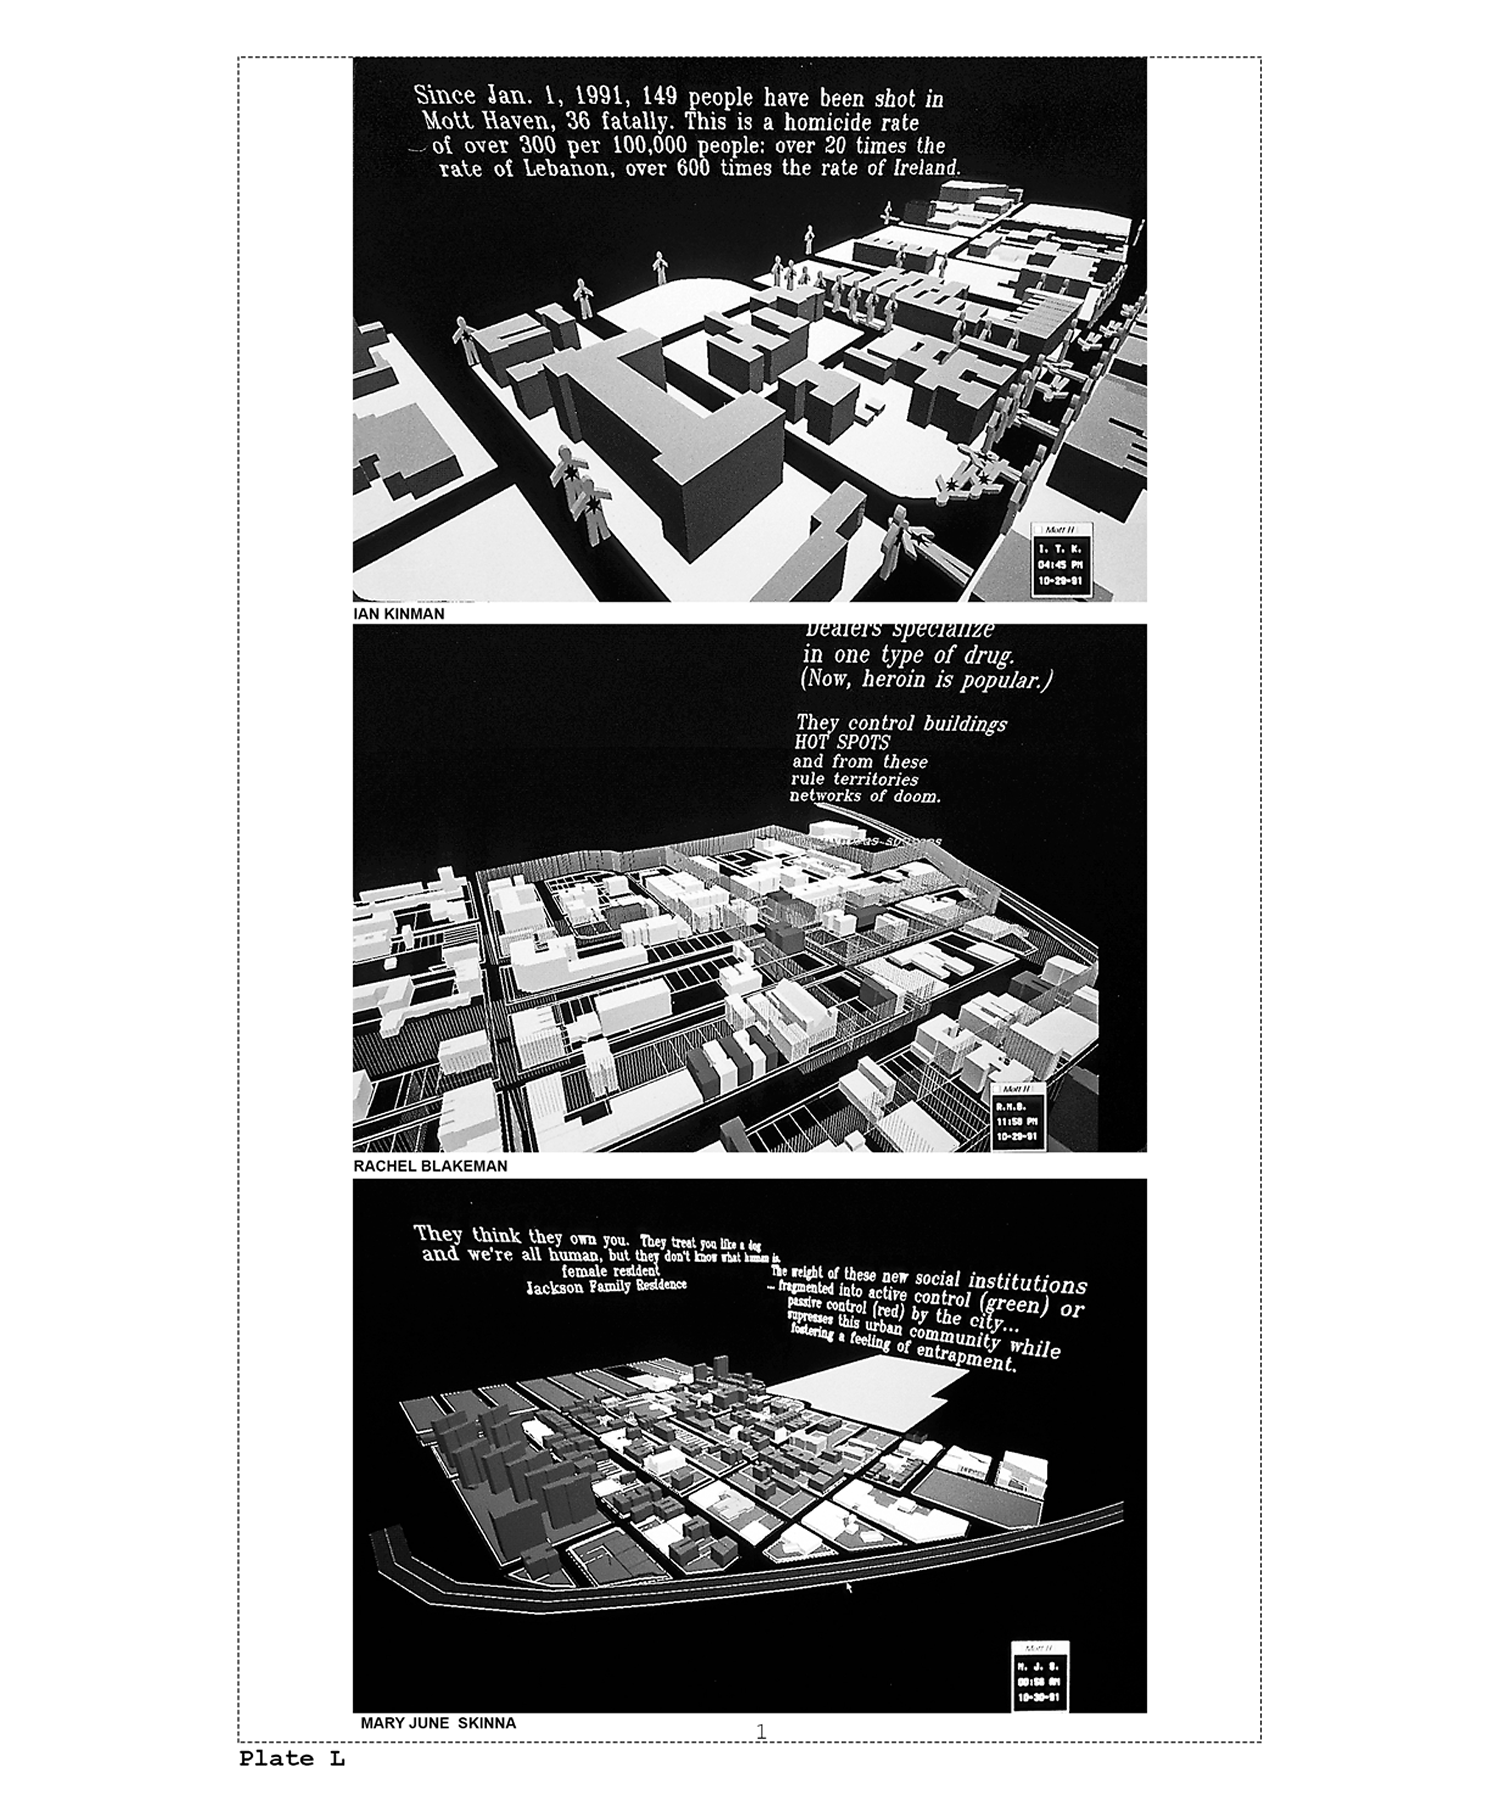 Since Jan. 1, 1991, 149 people have been shot in
Mott Haven, 36 fatally. This is a homicide rate
of over 300 per 100,000 people: over 20 times the
rate of Lebanon, over 600 times the rate of Ireland.
Mott H
I. T. K.
04:45 PM
10-29-91
IAN KINMAN
Dealers specialize
in one type of drug.
(Now, heroin is popular.)
They control buildings
HOT SPOTS
and from these
rule territories
networks of doom.
Mott H
R.M.B.
11:58 PM
10-29-91
RACHEL BLAKEMAN
They think they own you. They treat you like a dog
and we're all human, but they don't know what human is.
female resident
Jackson Family Residence
The weight of these new social institutions
... fragmented into active control (green) or
passive control (red) by the city...
supresses this urban community while
fostering a feeling of entrapment.
Mott H
M. J. S.
AM
10-30-91
MARY JUNE SKINNA
1
Plate L